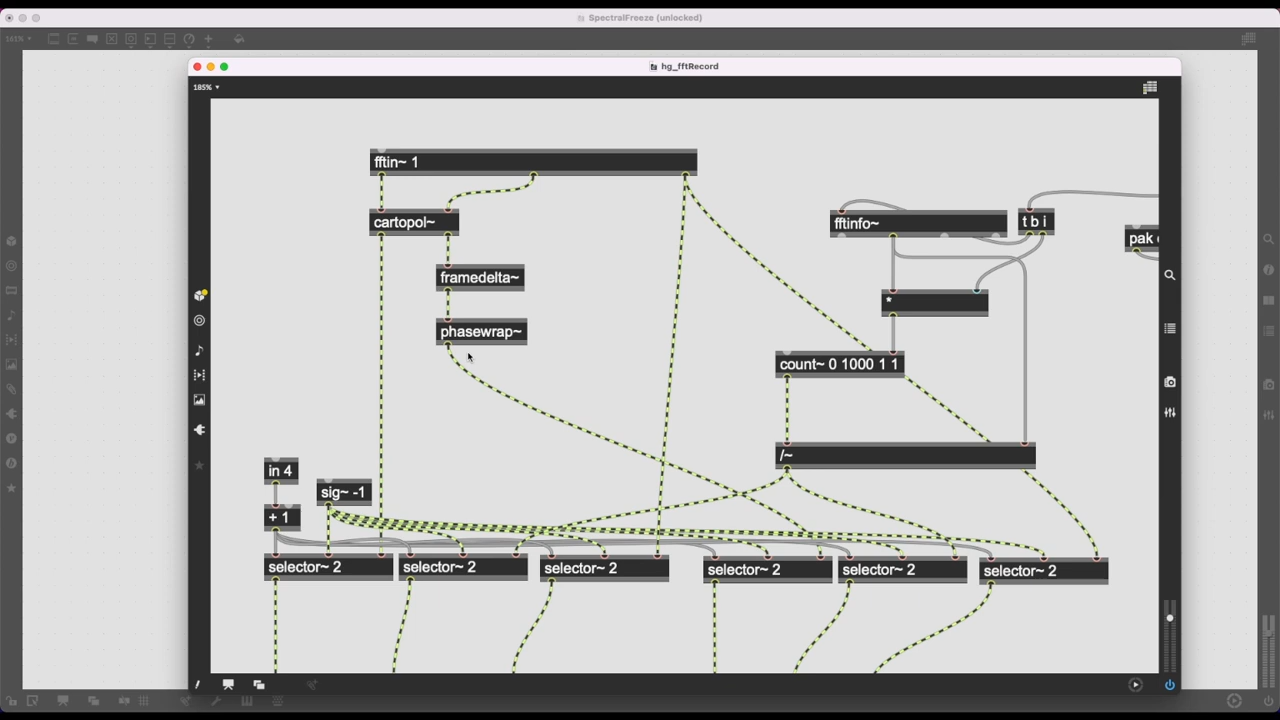 SpectralFreeze (unlocked)
161%
hg_fftRecord
185%
fftin~ 1
cartopol~
fftinfo~
t b i
pak
framedelta~
*
phasewrap~
count~ 0 1000 1 1
/~
in 4
sig~ -1
+ 1
selector~ 2
selector~ 2
selector~ 2
selector~ 2
selector~ 2
selector~ 2